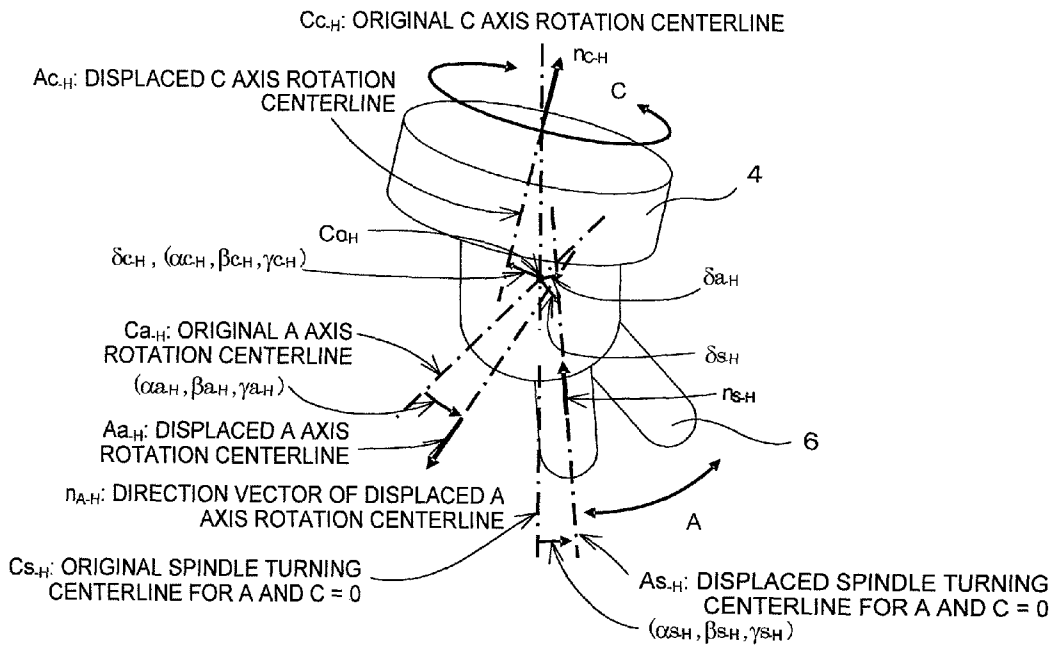 Cc-H: ORIGINAL C AXIS ROTATION CENTERLINE
nC-H
Ac-H: DISPLACED C AXIS ROTATION
CENTERLINE
C
4
CaH
δc-H, (αc-H, βc-H, γc-H)
δa-H
Ca-H: ORIGINAL A AXIS
ROTATION CENTERLINE
δs-H
(αa-H, βa-H, γa-H)
ns-H
Aa-H: DISPLACED A AXIS
ROTATION CENTERLINE
6
nA-H: DIRECTION VECTOR OF DISPLACED A
AXIS ROTATION CENTERLINE
A
Cs-H: ORIGINAL SPINDLE TURNING
CENTERLINE FOR A AND C = 0
As-H: DISPLACED SPINDLE TURNING
CENTERLINE FOR A AND C = 0
(αs-H, βs-H, γs-H)